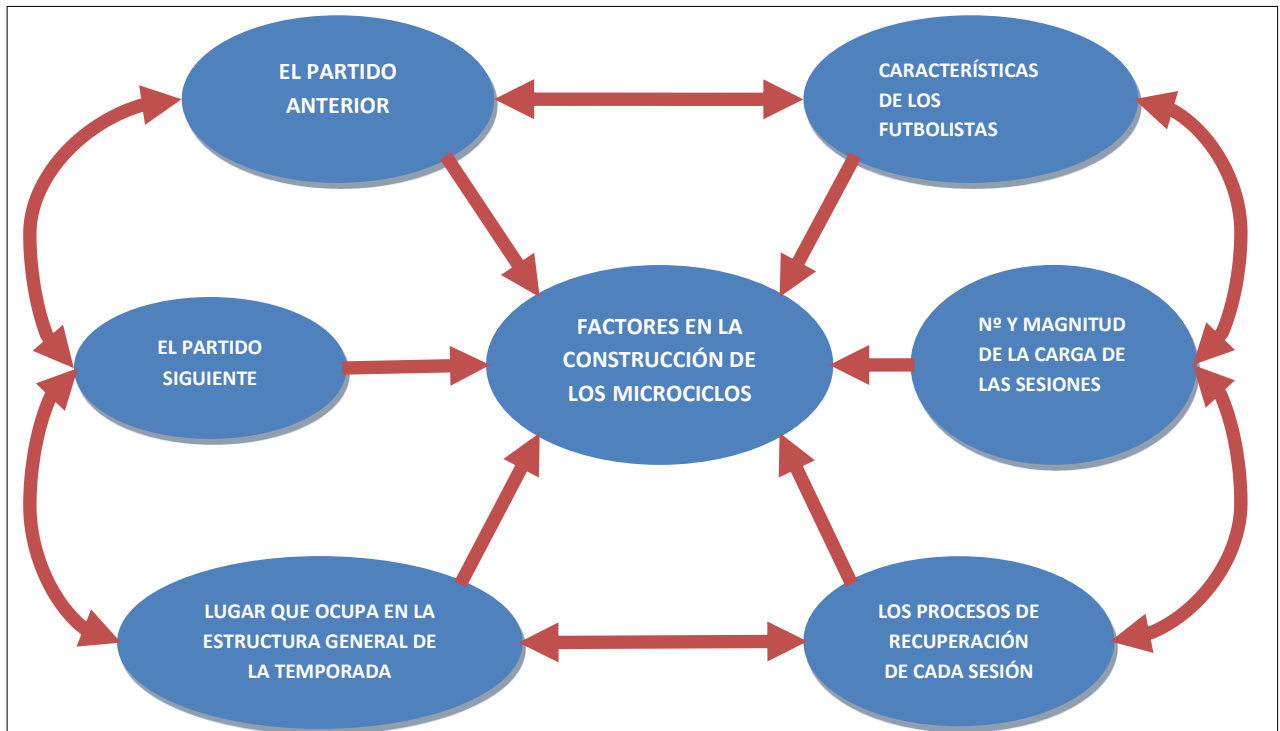 EL PARTIDO
ANTERIOR
CARACTERÍSTICAS
DE LOS
FUTBOLISTAS
EL PARTIDO
SIGUIENTE
FACTORES EN LA
CONSTRUCCIÓN DE
LOS MICROCICLOS
Nº Y MAGNITUD
DE LA CARGA DE
LAS SESIONES
LUGAR QUE OCUPA EN LA
ESTRUCTURA GENERAL DE
LA TEMPORADA
LOS PROCESOS DE
RECUPERACIÓN
DE CADA SESIÓN